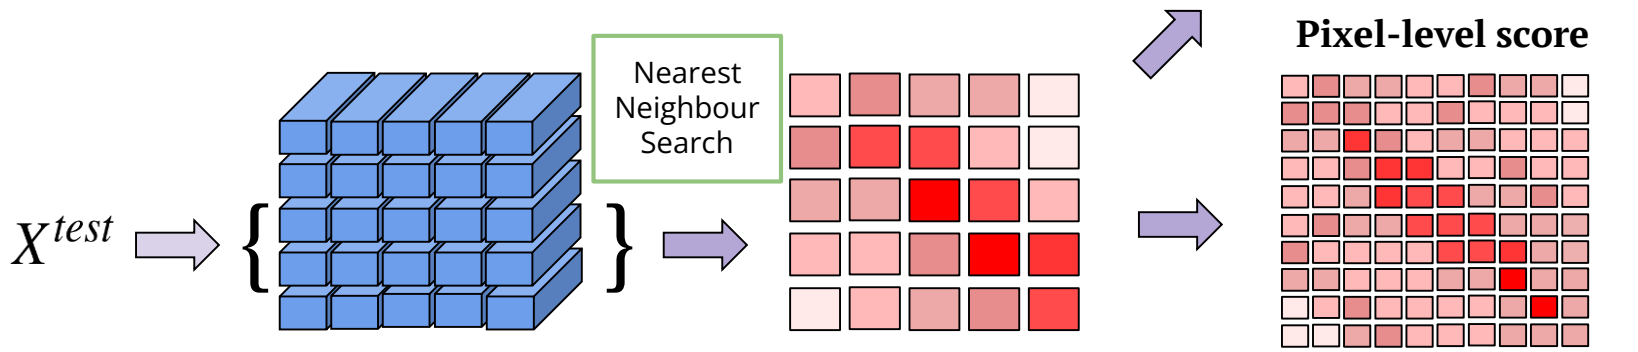 Nearest
Neighbour
Search
Pixel-level score
X^{test}
{
}